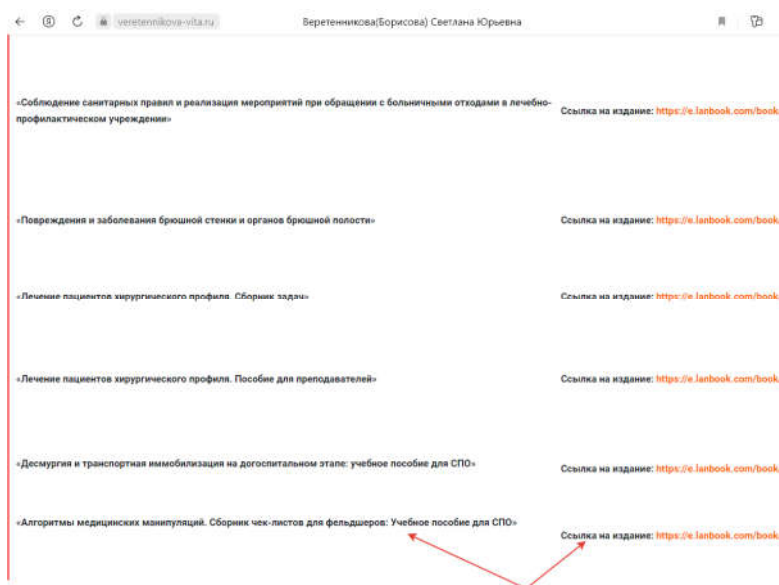 veretennikova-vita.ru Веретенникова(Борисова) Светлана Юрьевна
«Соблюдение санитарных правил и реализация мероприятий при обращении с больничными отходами в лечебно-
профилактическом учреждении»
Ссылка на издание: https://e.lanbook.com/book
«Повреждения и заболевания брюшной стенки и органов брюшной полости» Ссылка на издание: https://e.lanbook.com/book
«Лечение пациентов хирургического профиля. Сборник задач» Ссылка на издание: https://e.lanbook.com/book
«Лечение пациентов хирургического профиля. Пособие для преподавателей» Ссылка на издание: https://e.lanbook.com/book
«Десмургия и транспортная иммобилизация на догоспитальном этапе: учебное пособие для СПО» Ссылка на издание: https://e.lanbook.com/book
«Алгоритмы медицинских манипуляций. Сборник чек-листов для фельдшеров: Учебное пособие для СПО»
Ссылка на издание: https://e.lanbook.com/book